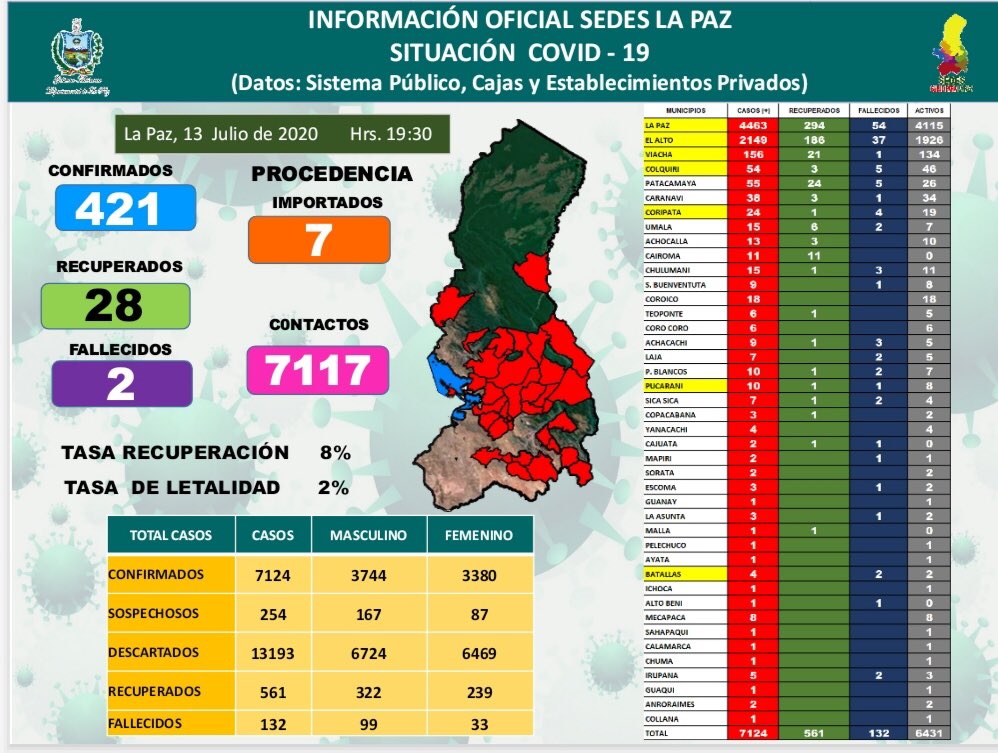 INFORMACIÓN OFICIAL SEDES LA PAZ
SITUACIÓN COVID - 19
(Datos: Sistema Público, Cajas y Establecimientos Privados)
SEDES
La Paz, 13 Julio de 2020 Hrs. 19:30
CONFIRMADOS
421
RECUPERADOS
28
FALLECIDOS
2
PROCEDENCIA
IMPORTADOS
7
C0NTACTOS
7117
TASA RECUPERACIÓN 8%
TASA DE LETALIDAD 2%
TOTAL CASOS CASOS MASCULINO FEMENINO
CONFIRMADOS 7124 3744 3380
SOSPECHOSOS 254 167 87
DESCARTADOS 13193 6724 6469
RECUPERADOS 561 322 239
FALLECIDOS 132 99 33
MUNICIPIOS CASOS (+) RECUPERADOS FALLECIDOS ACTIVOS
LA PAZ 4463 294 54 4115
EL ALTO 2149 186 37 1926
VIACHA 156 21 1 134
COLQUIRI 54 3 5 46
PATACAMAYA 55 24 5 26
CARANAVI 38 3 1 34
CORIPATA 24 1 4 19
UMALA 15 6 2 7
ACHOCALLA 13 3 10
CAIROMA 11 11 0
CHULUMANI 15 1 3 11
S. BUENVENTUTA 9 1 8
COROICO 18 18
TEOPONTE 6 1 5
CORO CORO 6 6
ACHACACHI 9 1 3 5
LAJA 7 2 5
P. BLANCOS 10 1 2 7
PUCARANI 10 1 1 8
SICA SICA 7 1 2 4
COPACABANA 3 1 2
YANACACHI 4 4
CAJUATA 2 1 1 0
MAPIRI 2 1 1
SORATA 2 2
ESCOMA 3 1 2
GUANAY 1 1
LA ASUNTA 3 1 2
MALLA 1 1 0
PELECHUCO 1 1
AYATA 1 1
BATALLAS 4 2 2
ICHOCA 1 1
ALTO BENI 1 1 0
MECAPACA 8 8
SAHAPAQUI 1 1
CALAMARCA 1 1
CHUMA 1 1
IRUPANA 5 2 3
GUAQUI 1 1
ANRORAIMES 2 2
COLLANA 1 1
TOTAL 7124 561 132 6431